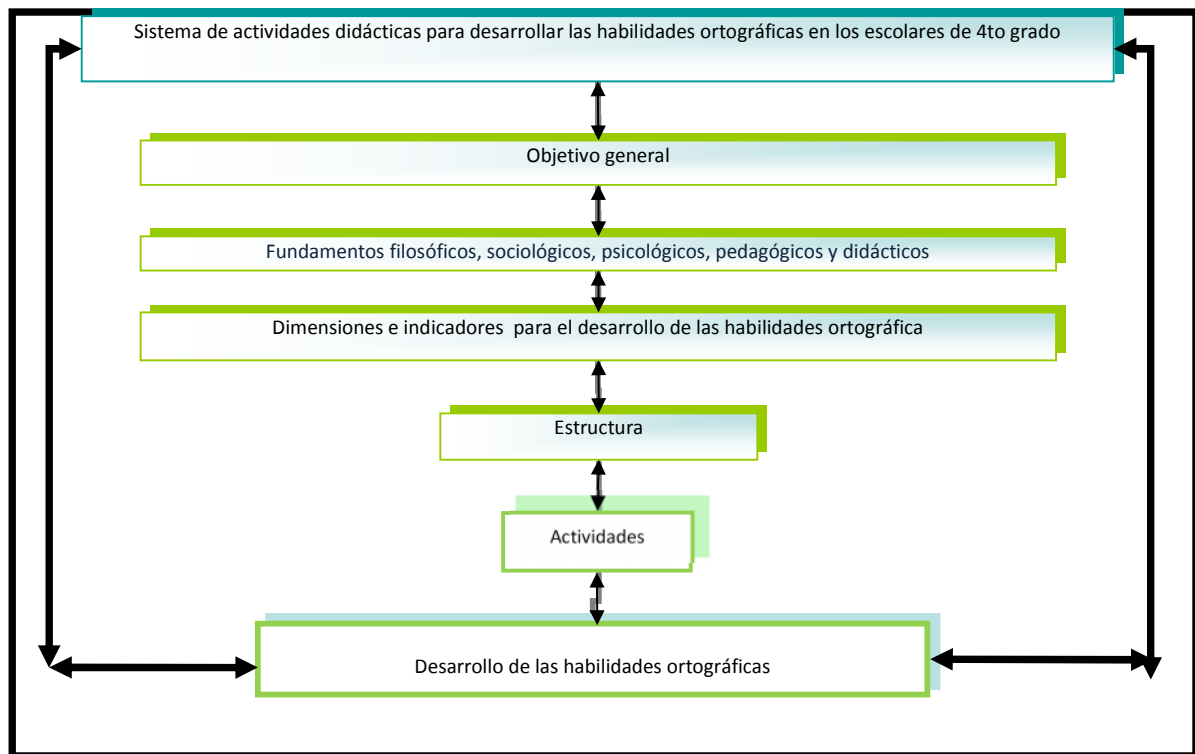 Sistema de actividades didácticas para desarrollar las habilidades ortográficas en los escolares de 4to grado
Objetivo general
Fundamentos filosóficos, sociológicos, psicológicos, pedagógicos y didácticos
Dimensiones e indicadores para el desarrollo de las habilidades ortográfica
Estructura
Actividades
Desarrollo de las habilidades ortográficas